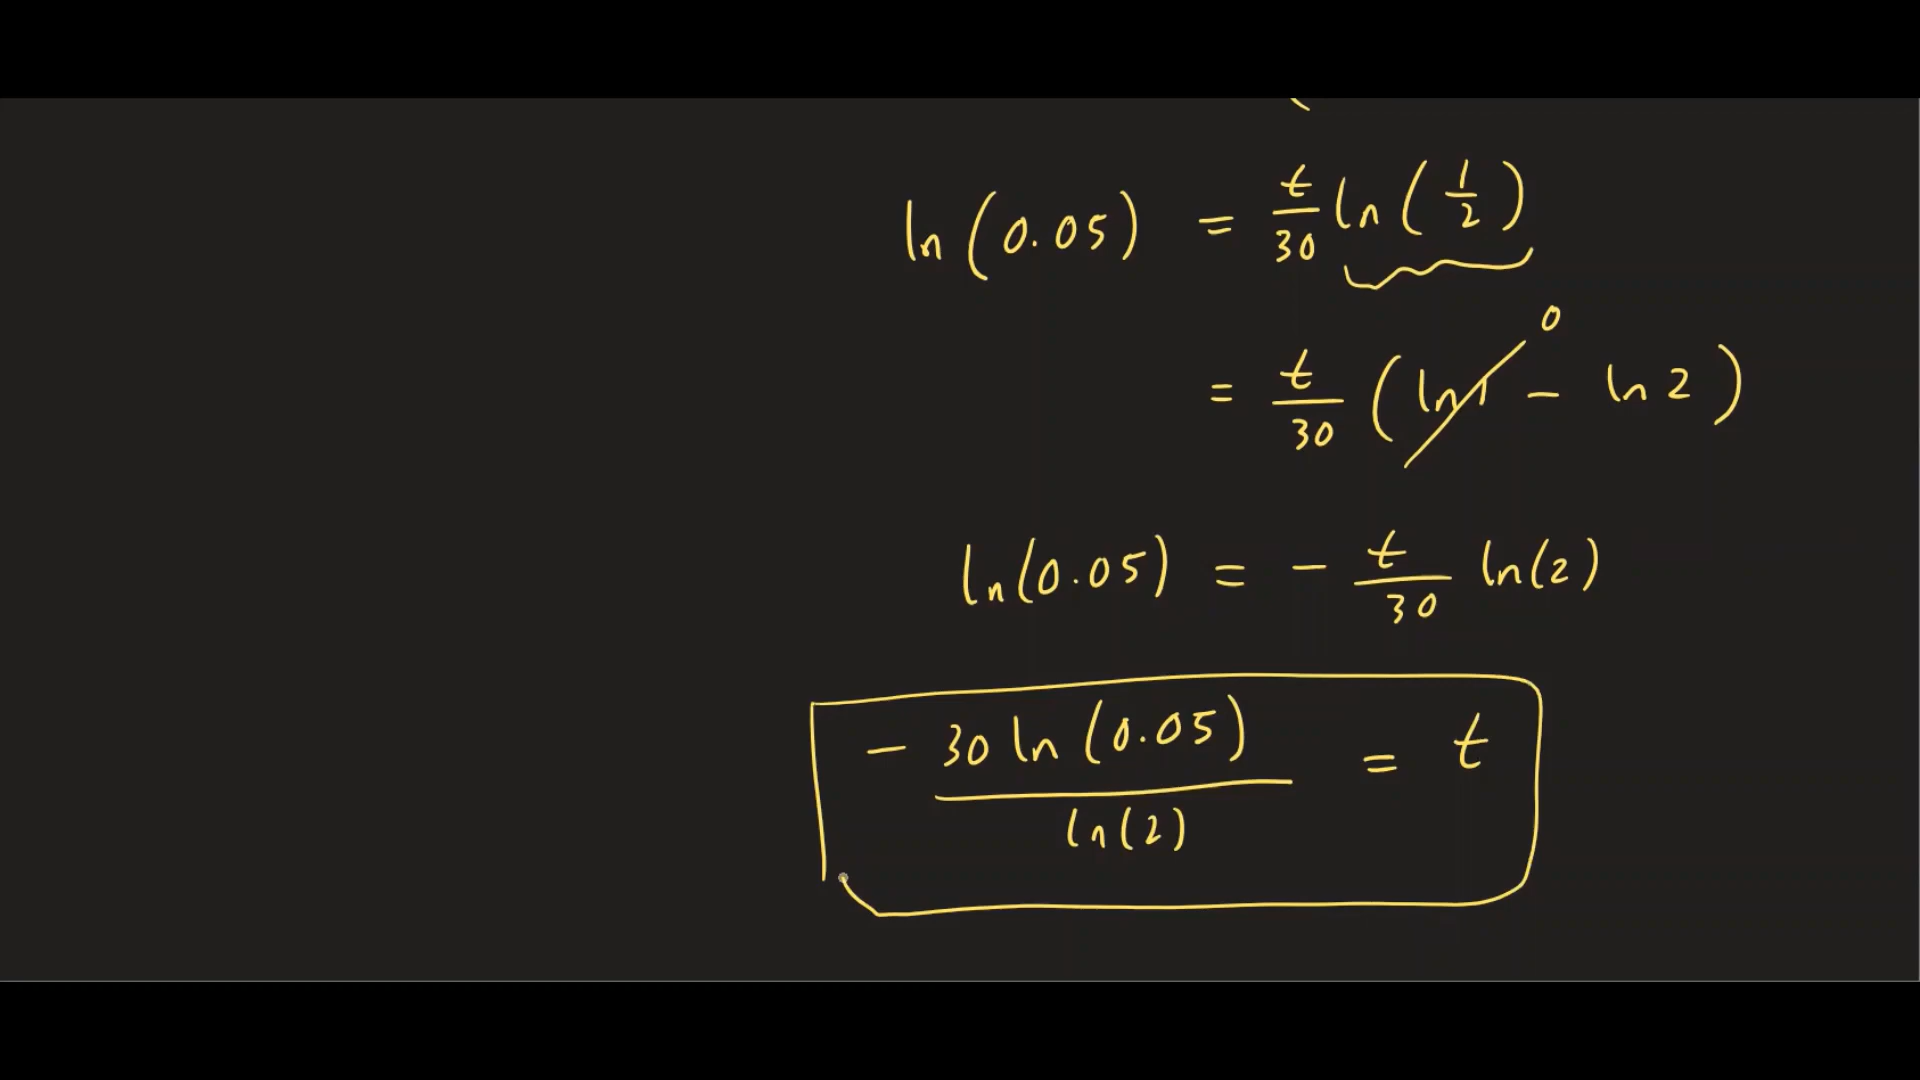 ln(0.05) = t/30 ln(1/2)
= t/30 (ln 1 - ln 2) 0
ln(0.05) = - t/30 ln(2)
- 30 ln(0.05) / ln(2) = t